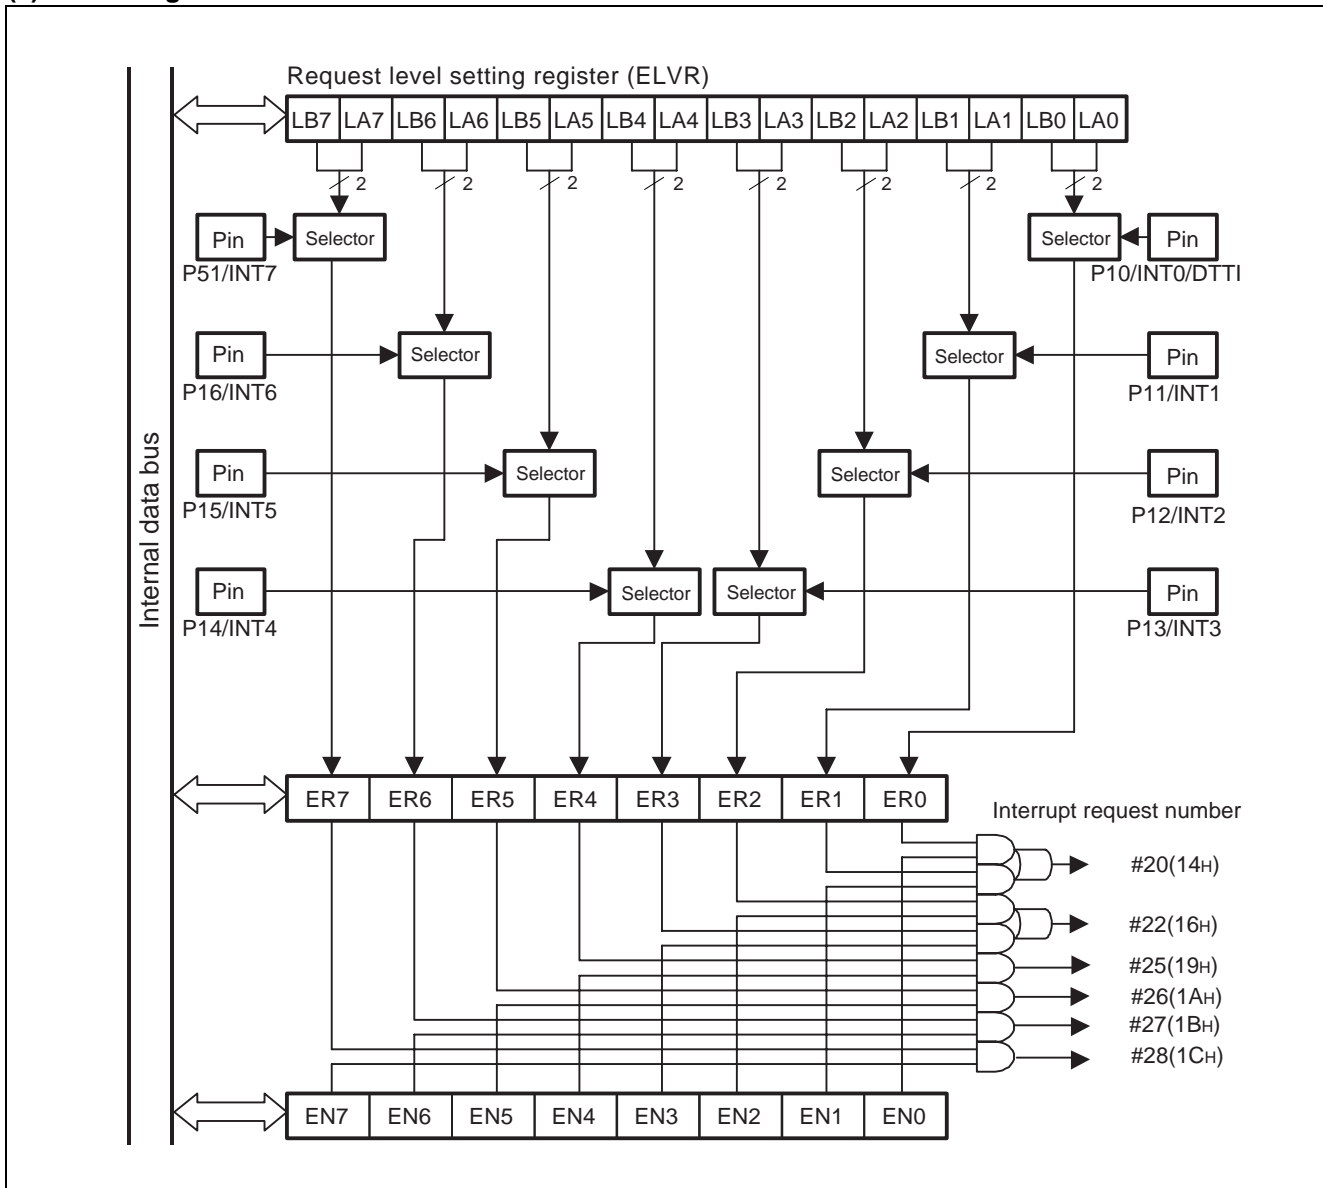 Request level setting register (ELVR)
LB7 LA7 LB6 LA6 LB5 LA5 LB4 LA4 LB3 LA3 LB2 LA2 LB1 LA1 LB0 LA0
2 2 2 2 2 2 2 2
Pin Selector Selector Pin
P51/INT7 P10/INT0/DTTI
Pin Selector Selector Pin
P16/INT6 P11/INT1
Pin Selector Selector Pin
P15/INT5 P12/INT2
Pin Selector Selector Pin
P14/INT4 P13/INT3
Internal data bus
ER7 ER6 ER5 ER4 ER3 ER2 ER1 ER0
Interrupt request number
#20(14H)
#22(16H)
#25(19H)
#26(1AH)
#27(1BH)
#28(1CH)
EN7 EN6 EN5 EN4 EN3 EN2 EN1 EN0